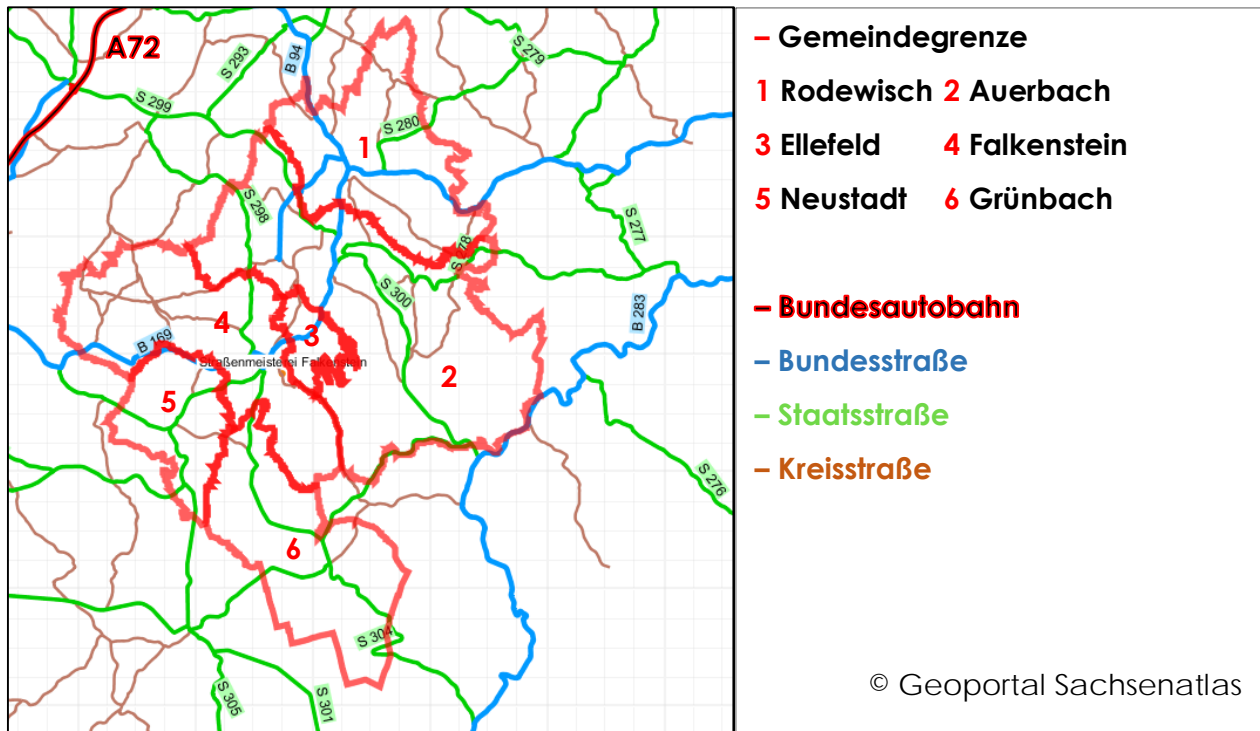 A72
S 293
B 94
S 279
S 299
S 280
1
S 298
S 277
S 278
S 300
B 283
4
3
B 169
Straßenmeisterei Falkenstein
2
5
S 276
6
S 304
S 305
S 301
– Gemeindegrenze
1 Rodewisch 2 Auerbach
3 Ellefeld 4 Falkenstein
5 Neustadt 6 Grünbach
– Bundesautobahn
– Bundesstraße
– Staatsstraße
– Kreisstraße
© Geoportal Sachsenatlas